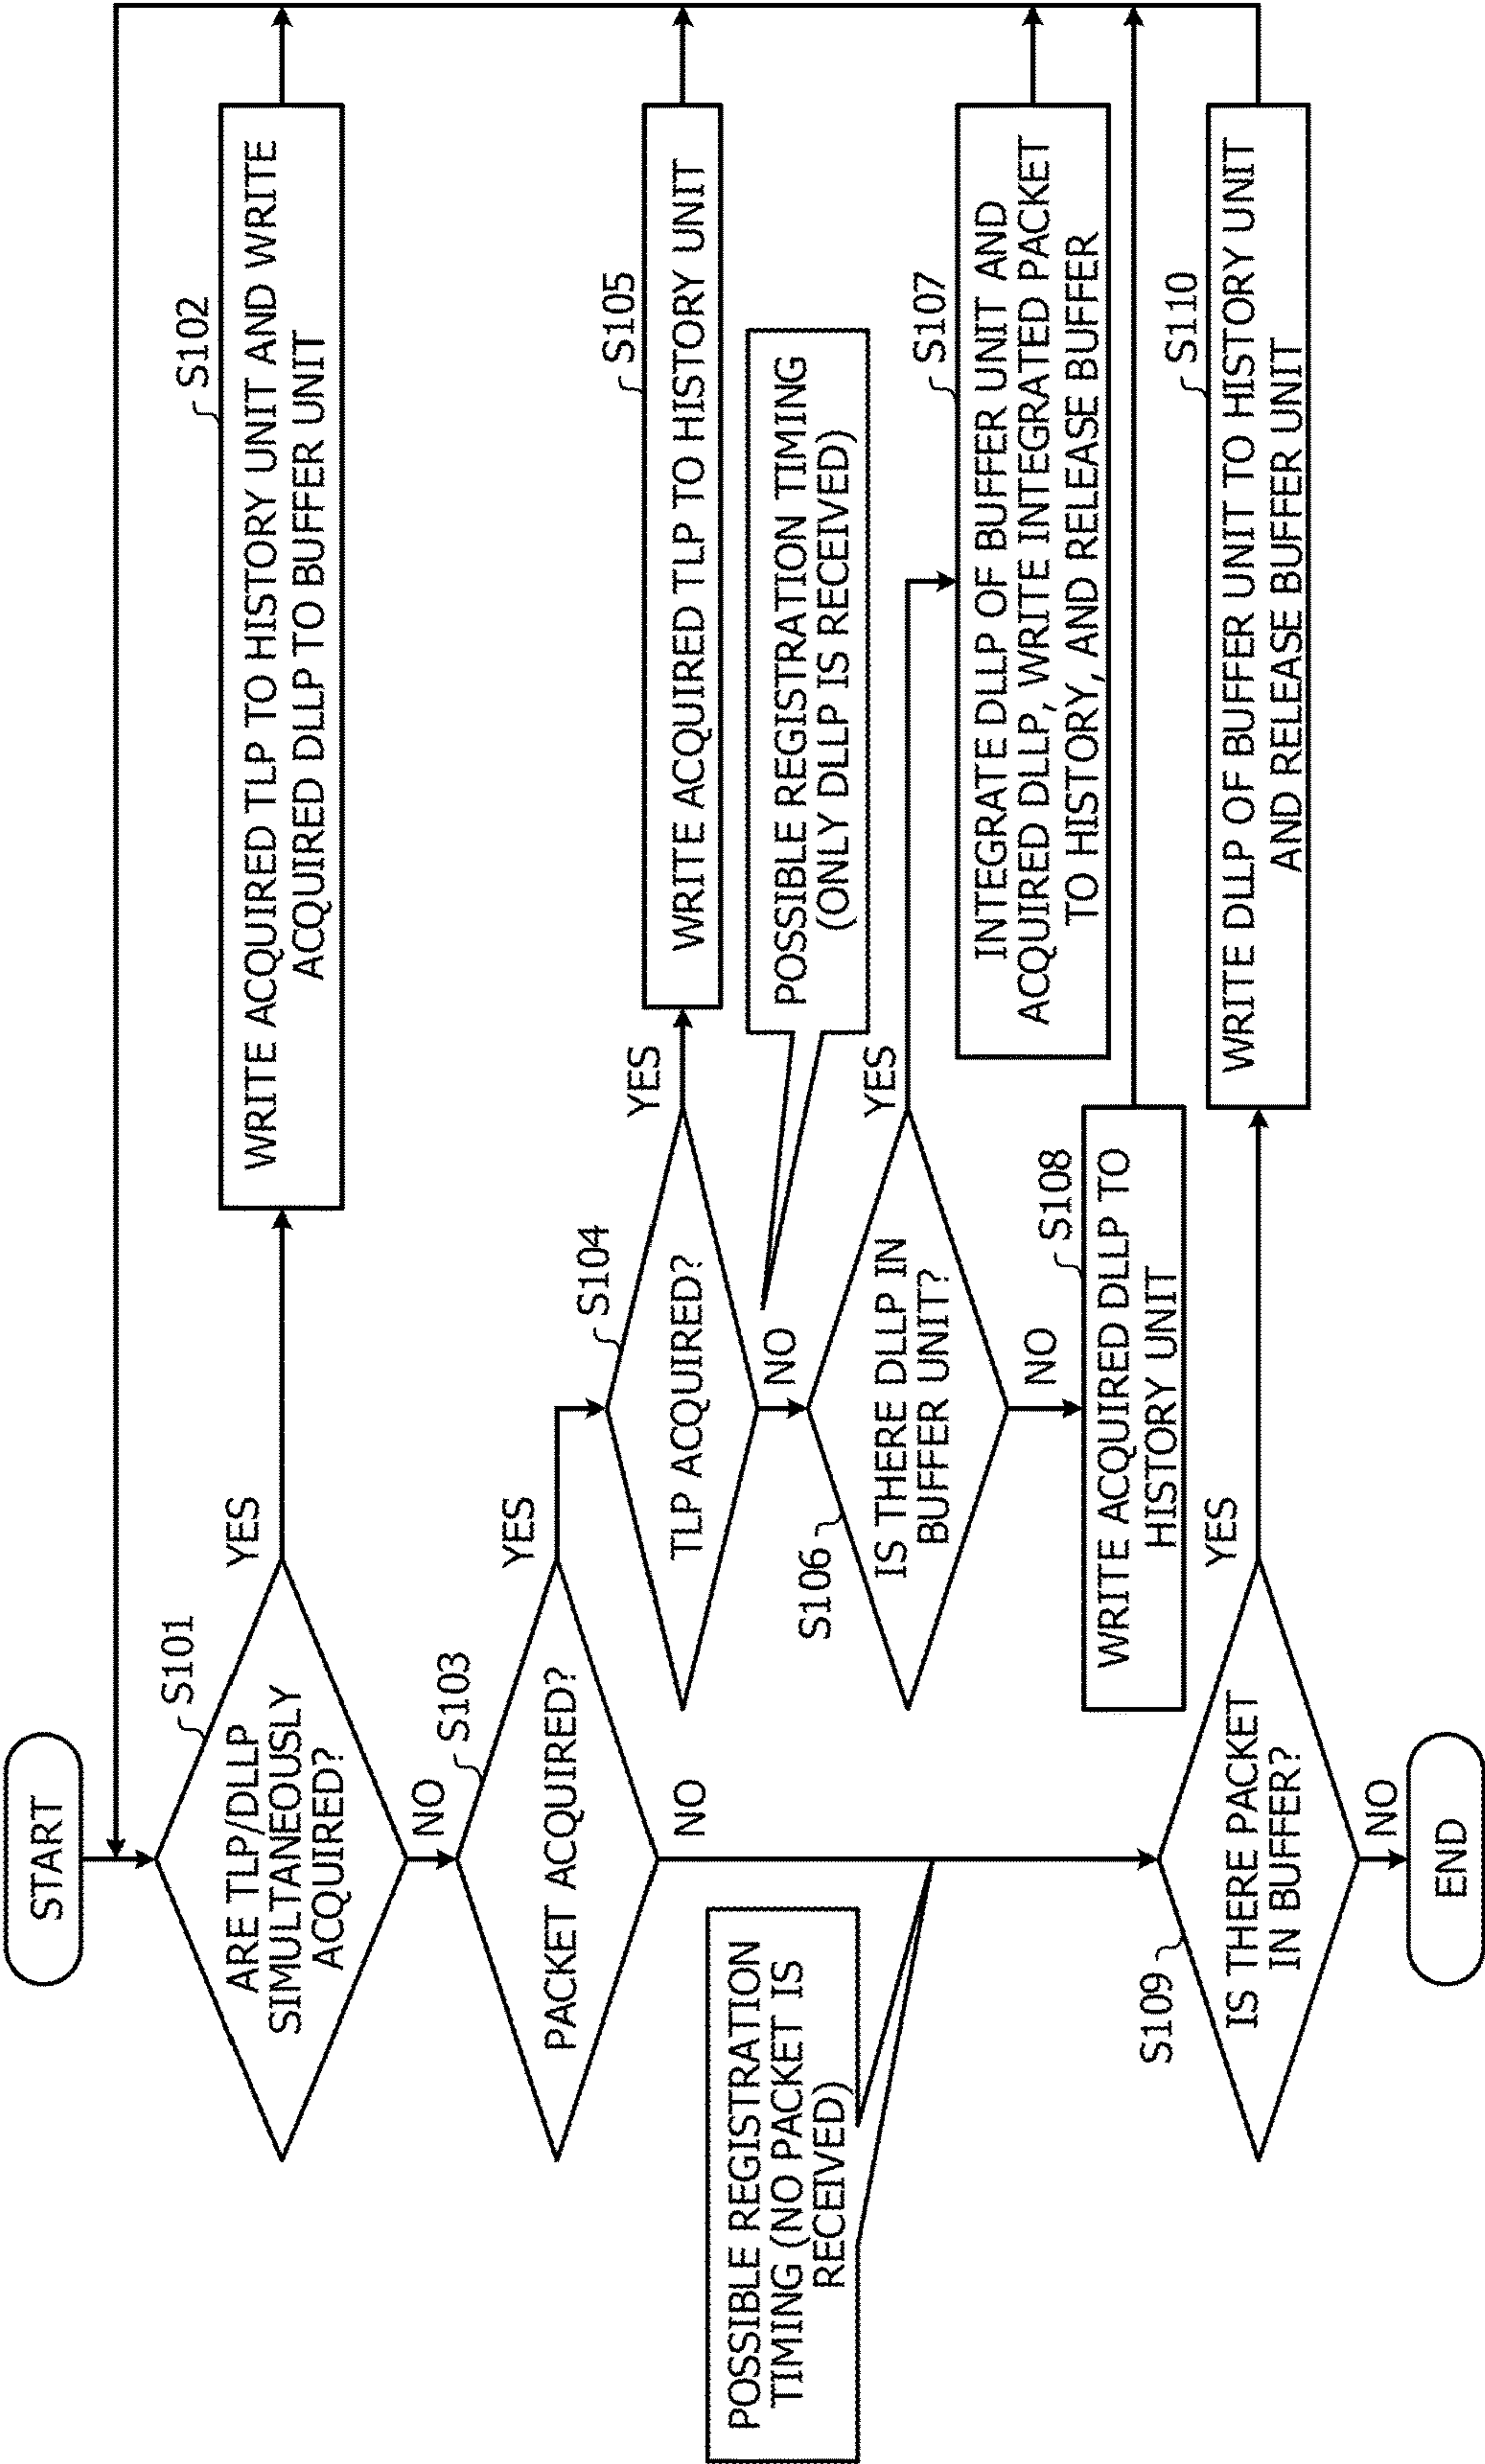 START
S101
ARE TLP/DLLP
SIMULTANEOUSLY
ACQUIRED?
YES
NO
S102
WRITE ACQUIRED TLP TO HISTORY UNIT AND WRITE
ACQUIRED DLLP TO BUFFER UNIT
S103
PACKET ACQUIRED?
YES
NO
S104
TLP ACQUIRED?
YES
NO
S105
WRITE ACQUIRED TLP TO HISTORY UNIT
POSSIBLE REGISTRATION TIMING
(ONLY DLLP IS RECEIVED)
S106
IS THERE DLLP IN
BUFFER UNIT?
YES
NO
S107
INTEGRATE DLLP OF BUFFER UNIT AND
ACQUIRED DLLP, WRITE INTEGRATED PACKET
TO HISTORY, AND RELEASE BUFFER
S108
WRITE ACQUIRED DLLP TO
HISTORY UNIT
POSSIBLE REGISTRATION
TIMING (NO PACKET IS
RECEIVED)
S109
IS THERE PACKET
IN BUFFER?
YES
NO
S110
WRITE DLLP OF BUFFER UNIT TO HISTORY UNIT
AND RELEASE BUFFER UNIT
END